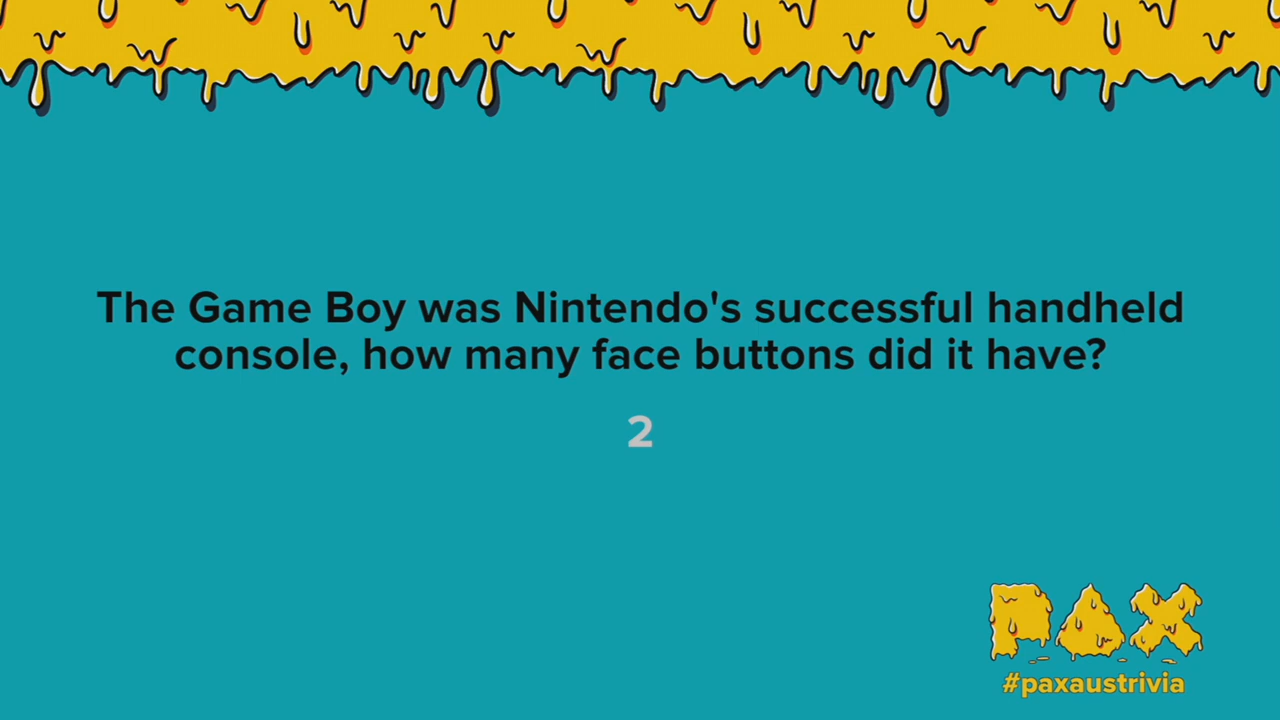 The Game Boy was Nintendo's successful handheld
console, how many face buttons did it have?
2
PAX
#paxaustrivia